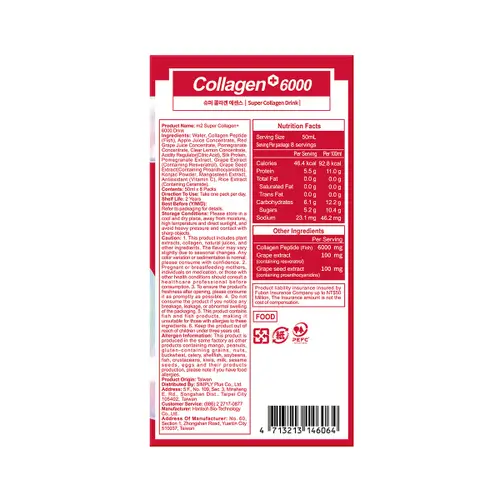 Collagen+ 6000
슈퍼 콜라겐 에센스 | Super Collagen Drink |
Product Name: m2 Super Collagen+
6000 Drink
Ingredients: Water, Collagen Peptide
(Fish), Apple Juice Concentrate, Red
Grape Juice Concentrate, Pomegranate
Concentrate, Clear Lemon Concentrate,
Acidity Regulator(Citric Acid), Silk Protein,
Pomegranate Extract, Grape Extract
(Containing Resveratrol), Grape Seed
Extract(Containing Proanthocyanidins),
Konjac Powder, Mangosteen Extract,
Antioxidant (Vitamin C), Rice Extract
(Containing Ceramide).
Content: 50ml x 8 Packs
Direction To Use: Take one pack per day.
Shelf Life: 2 Years
Best Before (Y/M/D):
Refer to packaging for details.
Storage Conditions: Please store in a
cool and dry place, away from moisture,
high temperature and direct sunlight, and
avoid heavy pressure and contact with
sharp objects.
Caution: 1. This product includes plant
extracts, collagen, natural juices, and
other ingredients. The flavor may vary
slightly due to seasonal changes. Any
color variation or sedimentation is normal,
please consume with confidence. 2.
Pregnant or breastfeeding mothers,
individuals on medication, or those with
other health conditions should consult a
healthcare professional before
consumption. 3. To ensure the product's
freshness after opening, please consume
it as promptly as possible. 4. Do not
consume the product if you notice any
breakage, leakage, or abnormal swelling
of the packaging. 5. This product contains
fish and fish products, making it
unsuitable for those with allergies to these
ingredients. 6. Keep the product out of
reach of children under three years old.
Allergen Information: This product is
produced in the same factory as other
products containing mango, peanuts,
gluten-containing grains, nuts,
buckwheat, celery, shellfish, soybeans,
fish, crustaceans, kiwis, milk, sesame
seeds, eggs and their products
production, please note if you have food
allergies.
Product Origin: Taiwan
Distributed By: SIMPLY Plus Co., Ltd.
Address: 5 F., No. 109, Sec. 3, Minsheng
E. Rd., Songshan Dist., Taipei City
105402, Taiwan
Customer Service: (886) 2 2717-0877
Manufacturer: Hantoch Bio-Technology
Co., Ltd.
Address Of Manufacturer: No. 60,
Section 1, Zhongshan Road, Yuanlin City
515037, Taiwan
Nutrition Facts
Serving Size 50mL
Serving Per package 8 servings
Per Serving Per 100ml
Calories 46.4 kcal 92.8 kcal
Protein 5.5 g 11.0 g
Total Fat 0.0 g 0.0 g
Saturated Fat 0.0 g 0.0 g
Trans Fat 0.0 g 0.0 g
Carbohydrates 6.1 g 12.2 g
Sugars 5.2 g 10.4 g
Sodium 23.1 mg 46.2 mg
Other Ingredients
Per Serving
Collagen Peptide (Fish) 6000 mg
Grape extract 100 mg
(containing resveratrol)
Grape seed extract 100 mg
(containing proanthocyanidins)
Product liability insurance insured by
Fubon Insurance Company up to NT$50
Million. The insurance amount is not the
cost of compensation.
FOOD
紙
PEFC
4 713213 146064